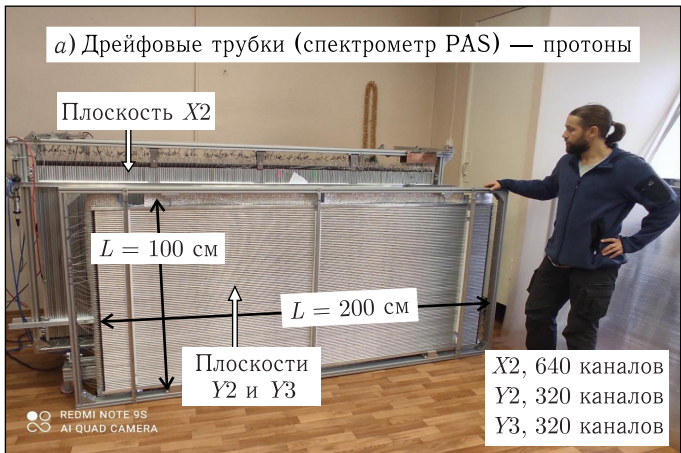 а) Дрейфовые трубки (спектрометр PAS) — протоны
Плоскость X2
L = 100 см
L = 200 см
Плоскости
Y2 и Y3
X2, 640 каналов
Y2, 320 каналов
Y3, 320 каналов
REDMI NOTE 9S
AI QUAD CAMERA